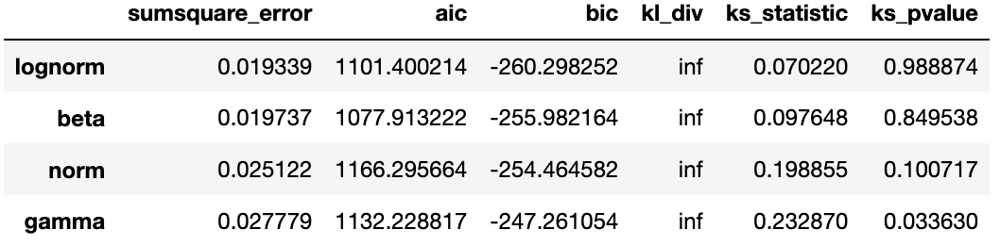 sumsquare_error aic bic kl_div ks_statistic ks_pvalue
lognorm 0.019339 1101.400214 -260.298252 inf 0.070220 0.988874
beta 0.019737 1077.913222 -255.982164 inf 0.097648 0.849538
norm 0.025122 1166.295664 -254.464582 inf 0.198855 0.100717
gamma 0.027779 1132.228817 -247.261054 inf 0.232870 0.033630